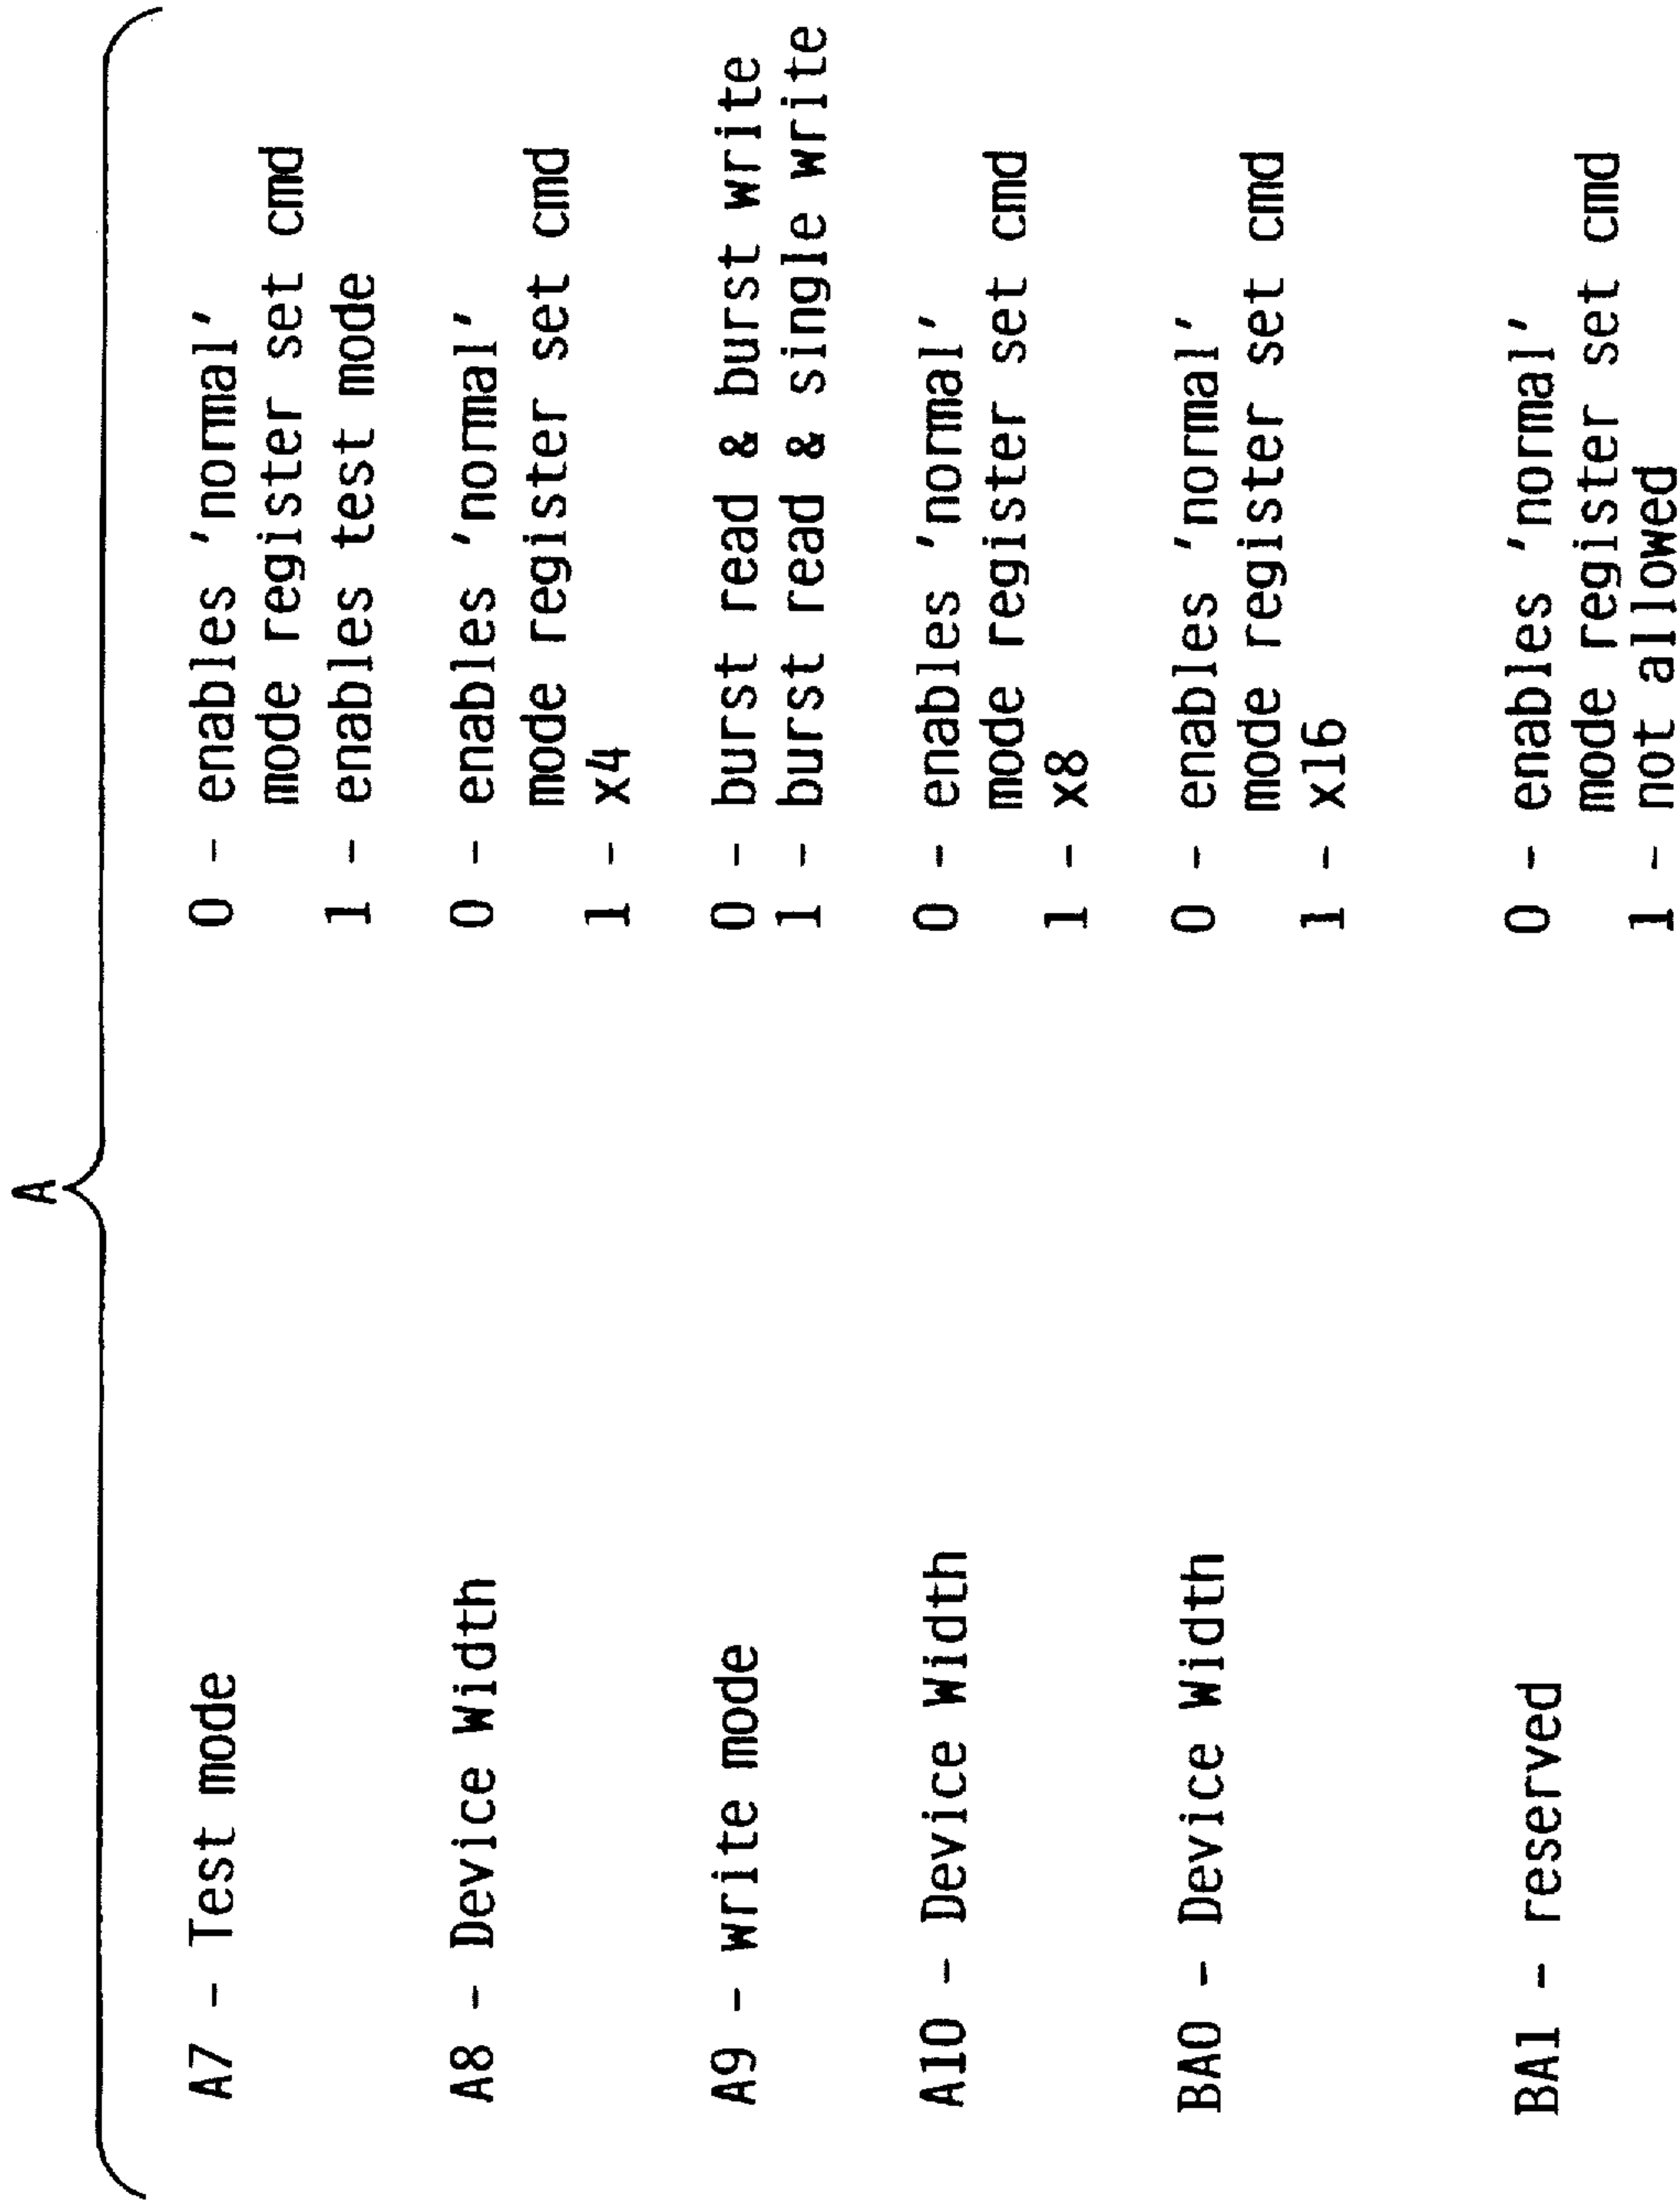 A
A7 - Test mode 0 - enables 'normal'
mode register set cmd
1 - enables test mode
A8 - Device Width 0 - enables 'normal'
mode register set cmd
1 - x4
A9 - write mode 0 - burst read & burst write
1 - burst read & single write
A10 - Device Width 0 - enables 'normal'
mode register set cmd
1 - x8
BA0 - Device Width 0 - enables 'normal'
mode register set cmd
1 - x16
BA1 - reserved 0 - enables 'normal'
mode register set cmd
1 - not allowed